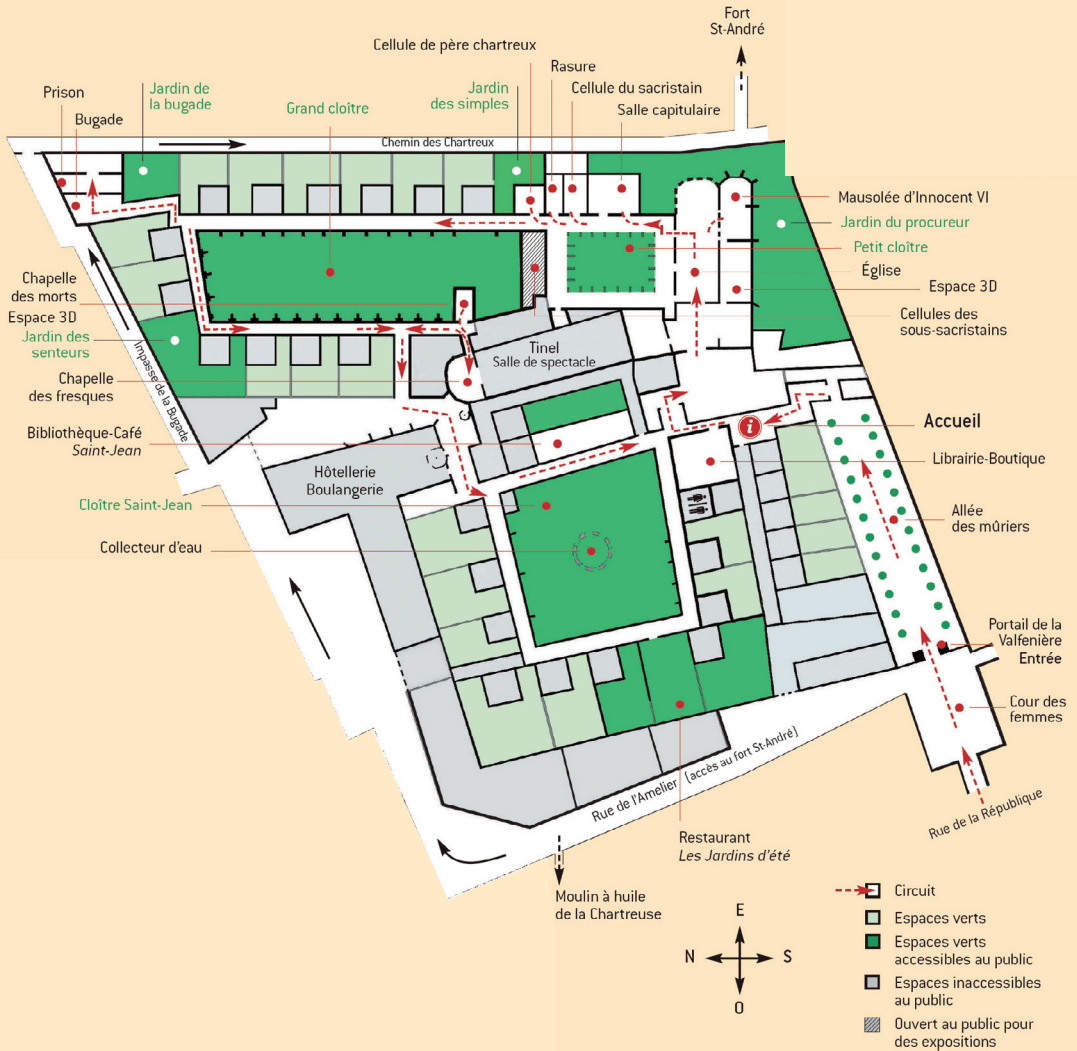 Fort
St-André
Cellule de père chartreux
Rasure
Jardin de
la bugade
Jardin
des simples
Cellule du sacristain
Prison
Grand cloître
Salle capitulaire
Bugade
Chemin des Chartreux
Mausolée d'Innocent VI
Jardin du procureur
Petit cloître
Église
Chapelle
des morts
Espace 3D
Espace 3D
Jardin des
senteurs
Cellules des
sous-sacristains
Impasse de la Bugade
Tinel
Salle de spectacle
Chapelle
des fresques
Accueil
i
Bibliothèque-Café
Saint-Jean
Librairie-Boutique
Hôtellerie
Boulangerie
Cloître Saint-Jean
Allée
des mûriers
Collecteur d'eau
Portail de la
Valfenière
Entrée
Cour des
femmes
Rue de l'Amelier (accès au fort St-André)
Rue de la République
Restaurant
Les Jardins d'été
Moulin à huile
de la Chartreuse
E
N
S
O
Circuit
Espaces verts
Espaces verts
accessibles au public
Espaces inaccessibles
au public
Ouvert au public pour
des expositions